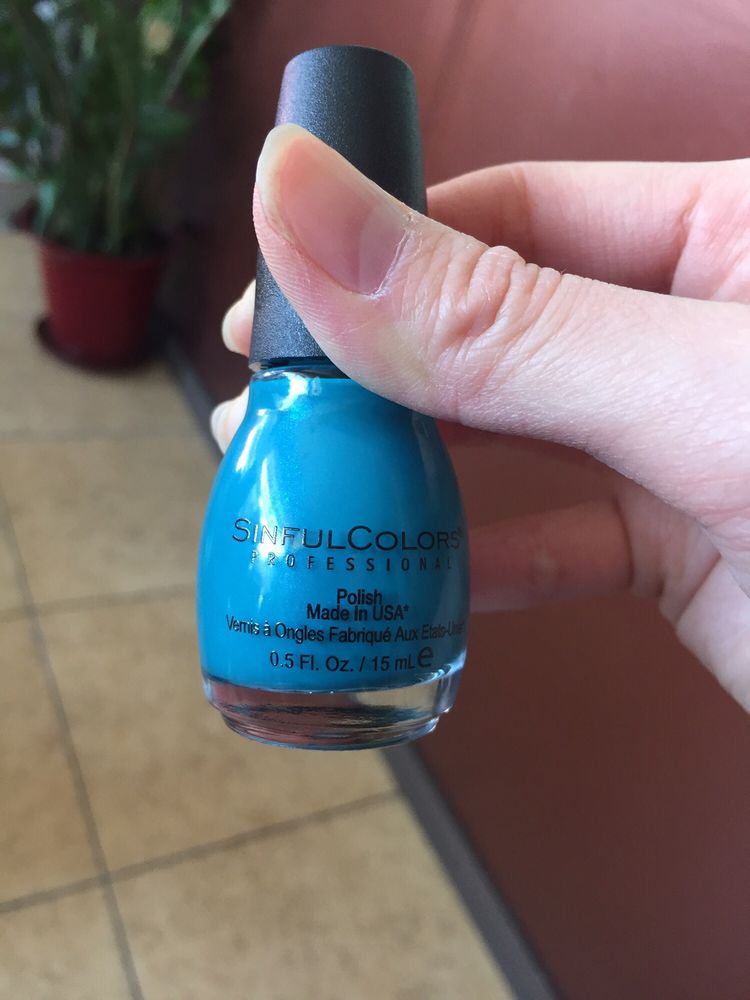 SINFULCOLORS®
PROFESSIONAL
Polish
Made In USA*
Vernis à Ongles Fabriqué Aux Etats-Unis*
0.5 Fl. Oz. / 15 mL e